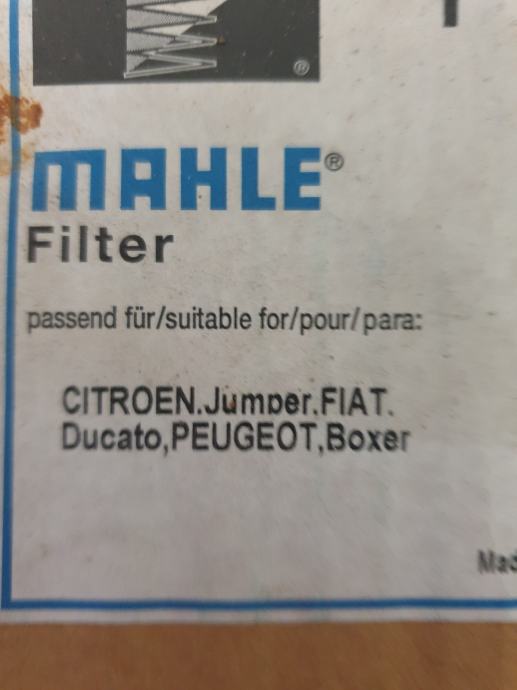 ®
MAHLE®
Filter
passend für/suitable for/pour/para:
CITROEN.Jumper.FIAT.
Ducato,PEUGEOT,Boxer